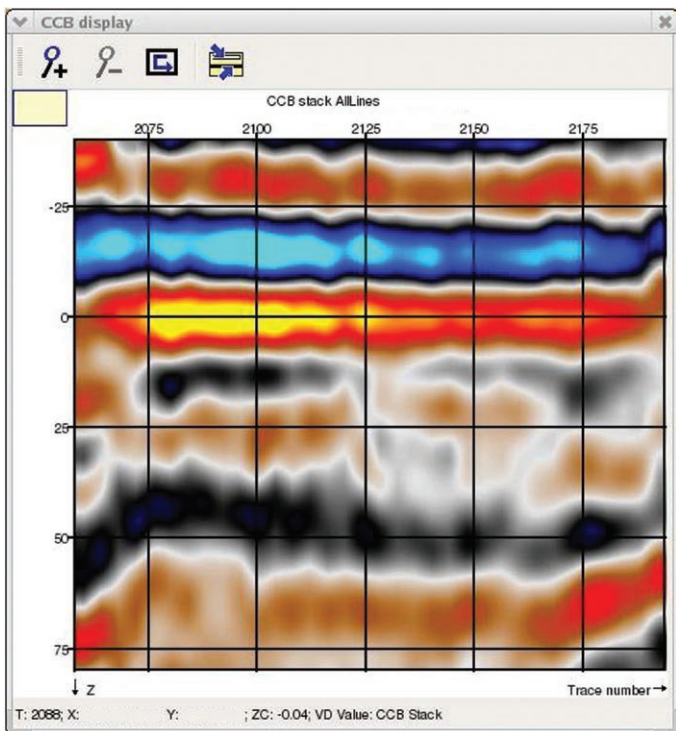 CCB display
CCB stack AllLines
2075 2100 2125 2150 2175
-25
0
25
50
75
Z Trace number
T: 2088; X: Y: ; ZC: -0.04; VD Value: CCB Stack